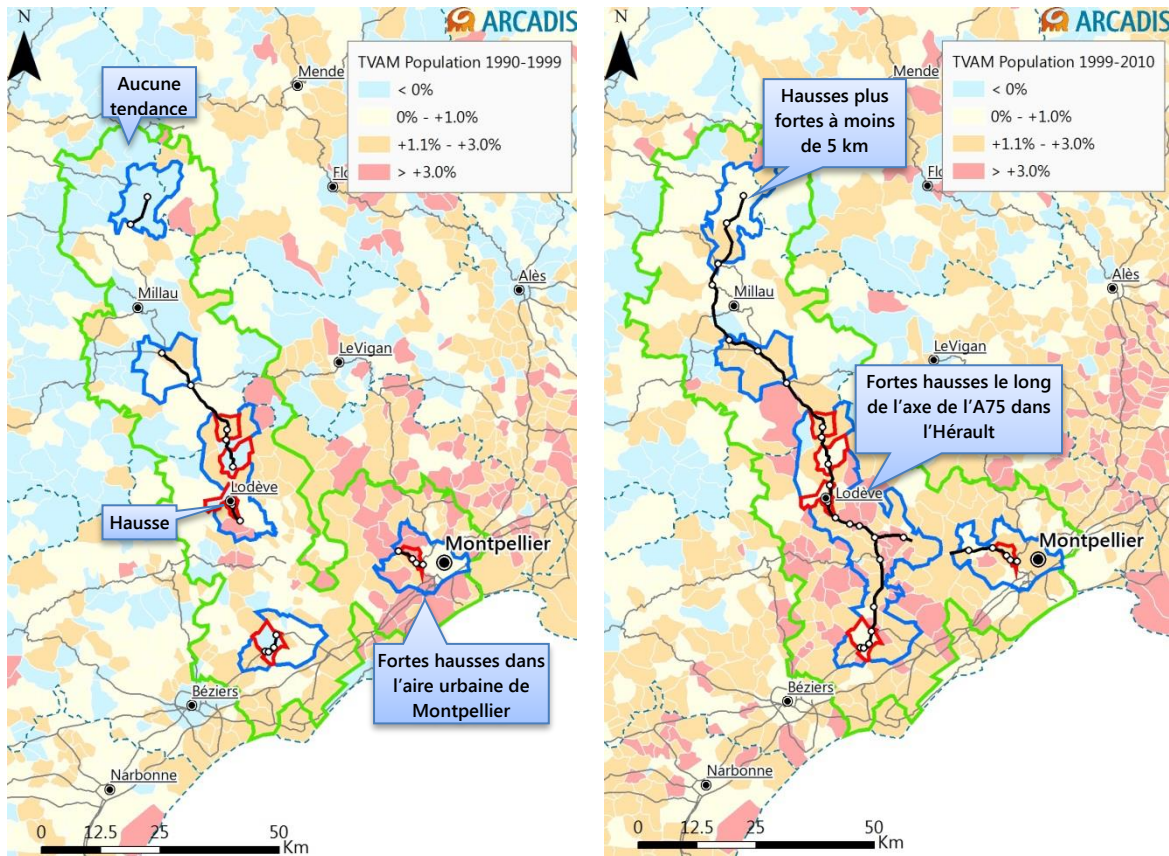 N
ARCADIS
TVAM Population 1990-1999
< 0%
0% - +1.0%
+1.1% - +3.0%
> +3.0%
Aucune
tendance
Mende
Flo
Millau
Alès
LeVigan
Lodève
Hausse
Montpellier
Fortes hausses dans
l'aire urbaine de
Montpellier
Béziers
Narbonne
0 12.5 25 50
Km
N
ARCADIS
TVAM Population 1999-2010
< 0%
0% - +1.0%
+1.1% - +3.0%
> +3.0%
Hausses plus
fortes à moins
de 5 km
Mende
Flo
Millau
Alès
LeVigan
Fortes hausses le long
de l'axe de l'A75 dans
l'Hérault
Lodève
Montpellier
Béziers
Narbonne
0 12.5 25 50
Km